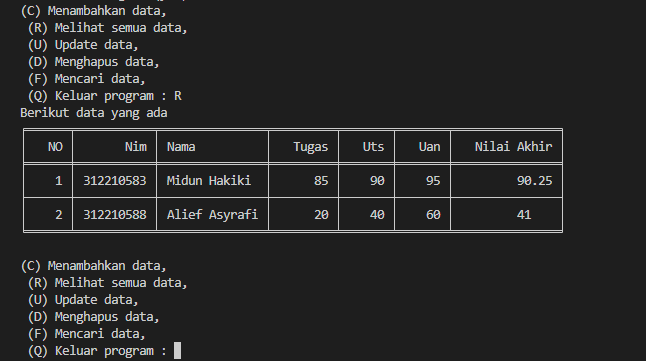 (C) Menambahkan data,
(R) Melihat semua data,
(U) Update data,
(D) Menghapus data,
(F) Mencari data,
(Q) Keluar program : R
Berikut data yang ada
NO Nim Nama Tugas Uts Uan Nilai Akhir
1 312210583 Midun Hakiki 85 90 95 90.25
2 312210588 Alief Asyrafi 20 40 60 41
(C) Menambahkan data,
(R) Melihat semua data,
(U) Update data,
(D) Menghapus data,
(F) Mencari data,
(Q) Keluar program :